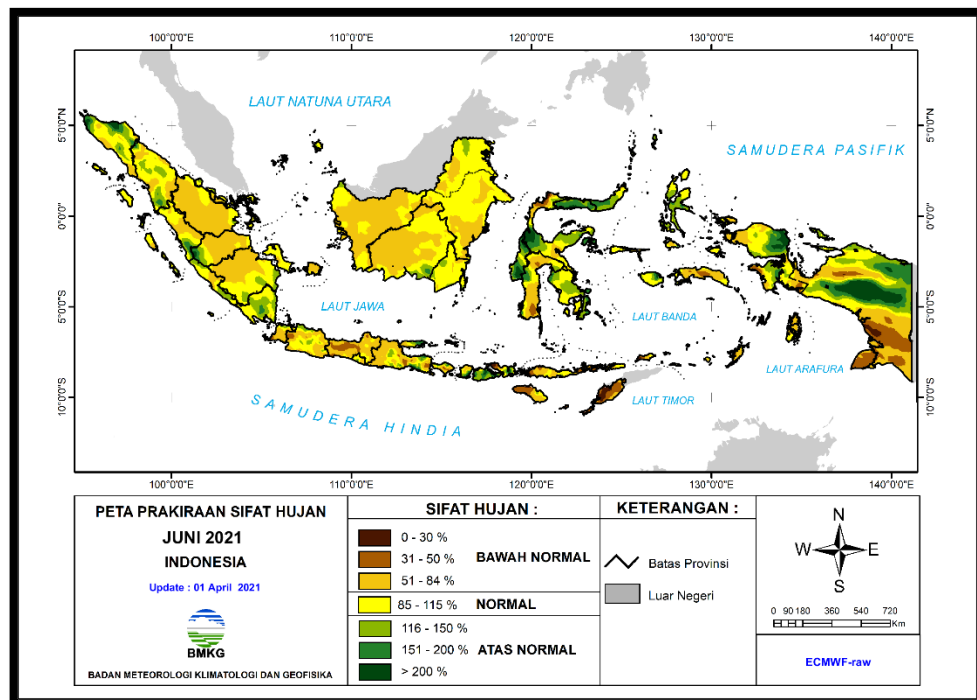 100°0'0"E 110°0'0"E 120°0'0"E 130°0'0"E 140°0'0"E
5°0'0"N
0°0'0"
5°0'0"S
10°0'0"S
LAUT NATUNA UTARA
SAMUDERA PASIFIK
LAUT JAWA
LAUT BANDA
LAUT ARAFURA
LAUT TIMOR
SAMUDERA HINDIA
5°0'0"N
0°0'0"
5°0'0"S
10°0'0"S
100°0'0"E 110°0'0"E 120°0'0"E 130°0'0"E 140°0'0"E
PETA PRAKIRAAN SIFAT HUJAN
JUNI 2021
INDONESIA
Update : 01 April 2021
BMKG
BADAN METEOROLOGI KLIMATOLOGI DAN GEOFISIKA
SIFAT HUJAN :
0 - 30 %
31 - 50 % BAWAH NORMAL
51 - 84 %
85 - 115 % NORMAL
116 - 150 %
151 - 200 % ATAS NORMAL
> 200 %
KETERANGAN :
Batas Provinsi
Luar Negeri
N
W E
S
0 90 180 360 540 720
Km
ECMWF-raw